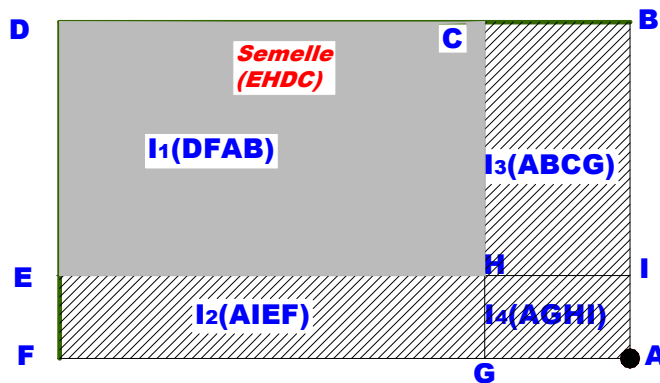 D
C
B
Semelle
(EHDC)
I1(DFAB)
I3(ABCG)
E
H
I
I2(AIEF)
I4(AGHI)
F
G
A